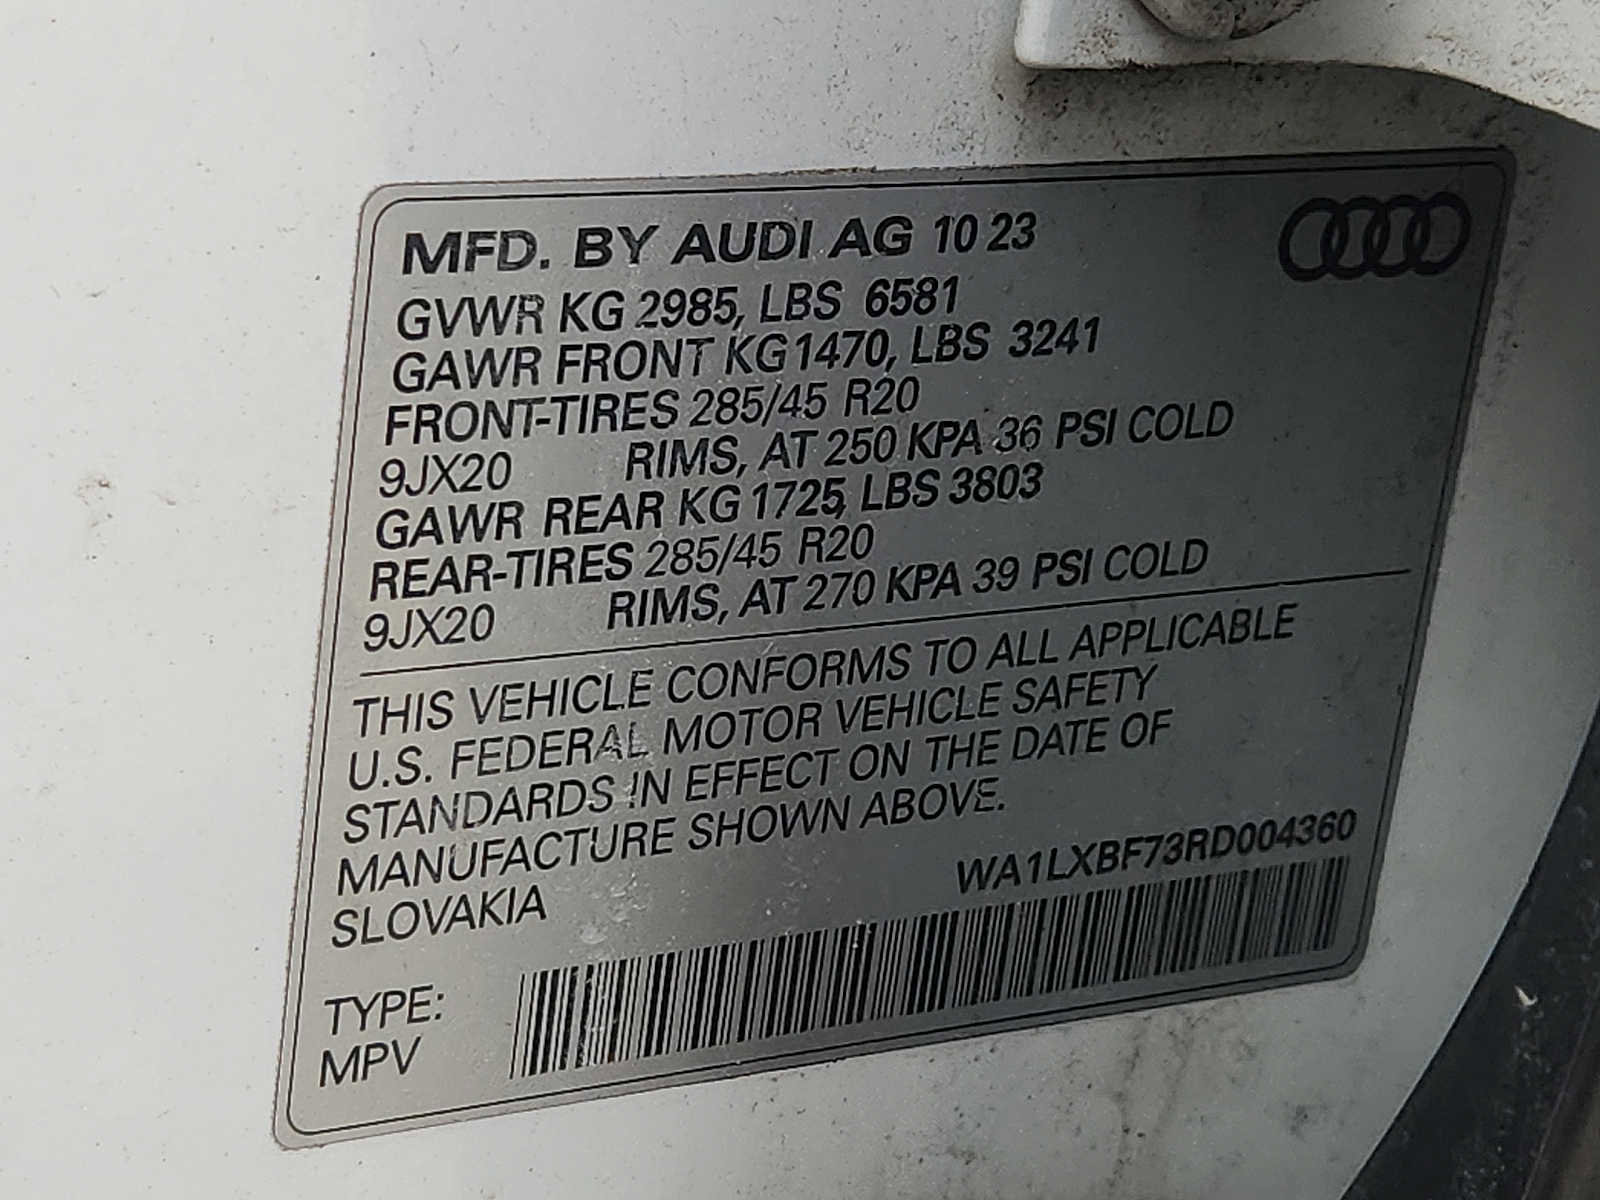 MFD. BY AUDI AG 10 23
GVWR KG 2985, LBS 6581
GAWR FRONT KG 1470, LBS 3241
FRONT-TIRES 285/45 R20
9JX20 RIMS, AT 250 KPA 36 PSI COLD
GAWR REAR KG 1725, LBS 3803
REAR-TIRES 285/45 R20
9JX20 RIMS, AT 270 KPA 39 PSI COLD
THIS VEHICLE CONFORMS TO ALL APPLICABLE
U.S. FEDERAL MOTOR VEHICLE SAFETY
STANDARDS IN EFFECT ON THE DATE OF
MANUFACTURE SHOWN ABOVE.
SLOVAKIA
WA1LXBF73RD004360
TYPE:
MPV